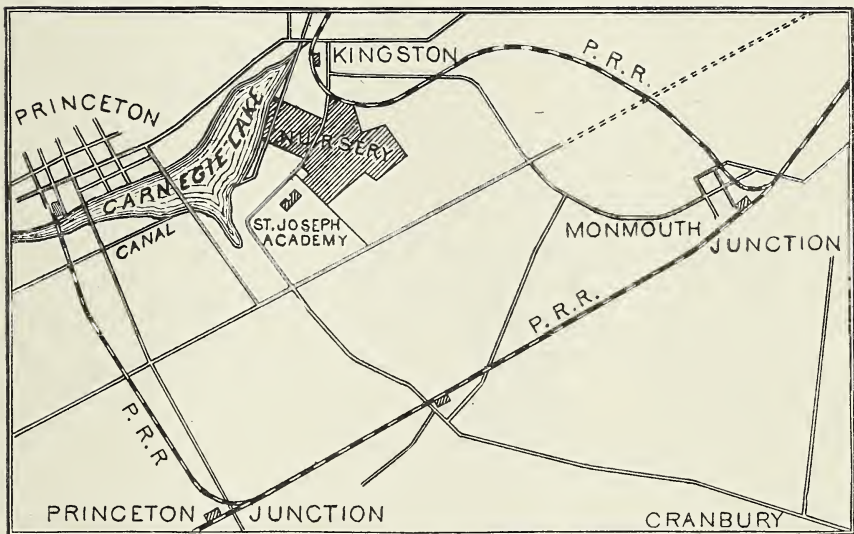 KINGSTON
P. R. R.
PRINCETON
CARNEGIE LAKE
NURSERY
ST. JOSEPH
ACADEMY
CANAL
MONMOUTH
JUNCTION
P. R. R.
P. R. R
PRINCETON JUNCTION
CRANBURY